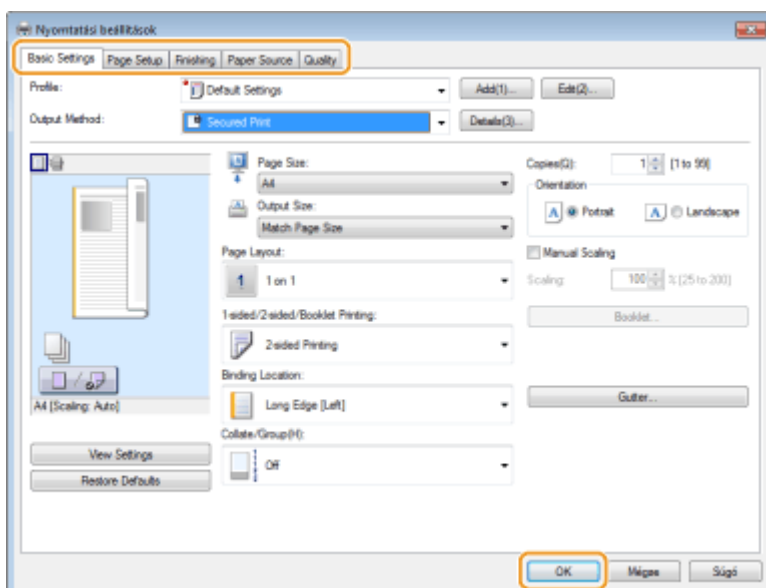 Nyomtatási beállítások
Basic Settings Page Setup Finishing Paper Source Quality
Profile: Default Settings Add(1)... Edit(2)...
Output Method: Secured Print Details(3)...
Page Size:
A4
Output Size:
Match Page Size
Page Layout:
1 1 on 1
1-sided/2-sided/Booklet Printing:
2-sided Printing
Binding Location:
Long Edge [Left]
Collate/Group(H):
Off
Copies(Q): 1 [1 to 99]
Orientation
A Portrait A Landscape
Manual Scaling
Scaling: 100 % [25 to 200]
Booklet...
Gutter...
A4 [Scaling: Auto]
View Settings
Restore Defaults
OK Mégse Súgó